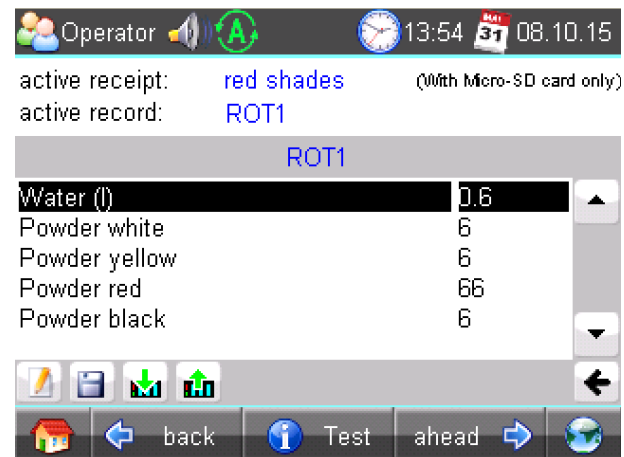 Operator 13:54 08.10.15
active receipt: red shades (With Micro-SD card only)
active record: ROT1
ROT1
Water (l) 0.6
Powder white 6
Powder yellow 6
Powder red 66
Powder black 6
back Test ahead